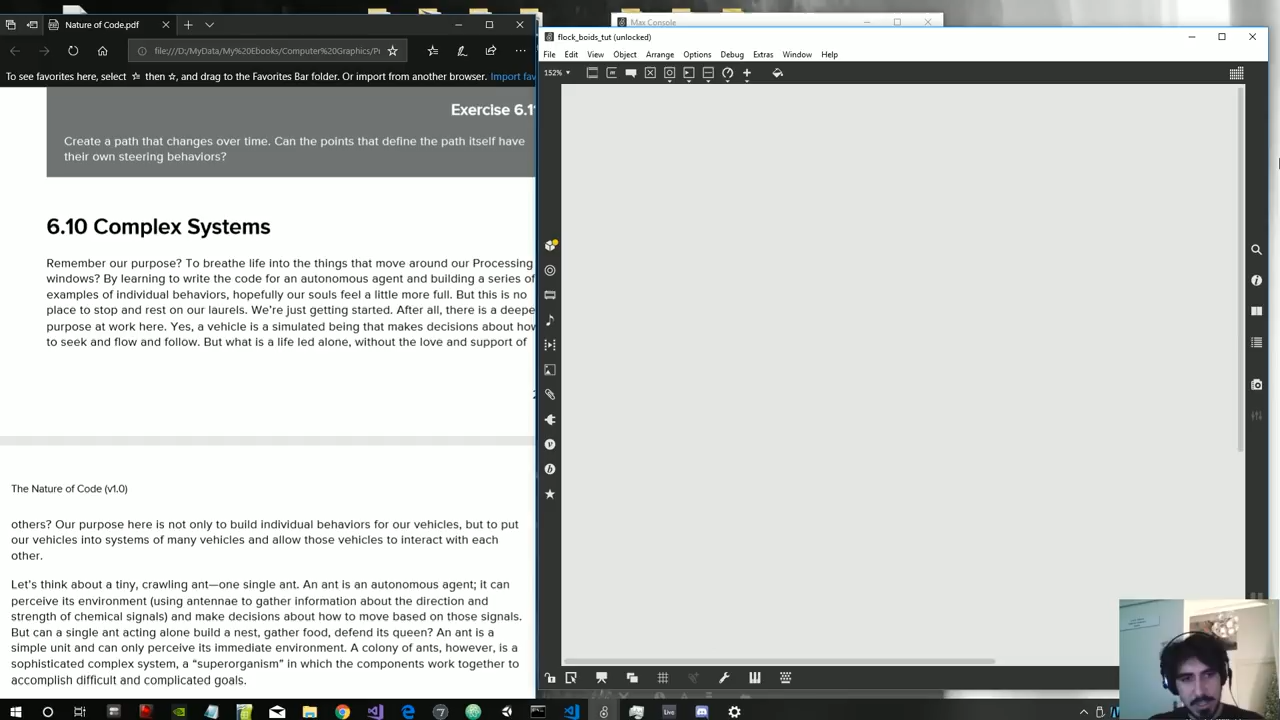 Nature of Code.pdf
file:///D:/MyData/My%20Ebooks/Computer%20Graphics/P
To see favorites here, select ☆ then ☆, and drag to the Favorites Bar folder. Or import from another browser. Import fav
Exercise 6.1
Create a path that changes over time. Can the points that define the path itself have
their own steering behaviors?
6.10 Complex Systems
Remember our purpose? To breathe life into the things that move around our Processing
windows? By learning to write the code for an autonomous agent and building a series of
examples of individual behaviors, hopefully our souls feel a little more full. But this is no
place to stop and rest on our laurels. We're just getting started. After all, there is a deepe
purpose at work here. Yes, a vehicle is a simulated being that makes decisions about how
to seek and flow and follow. But what is a life led alone, without the love and support of
The Nature of Code (v1.0)
others? Our purpose here is not only to build individual behaviors for our vehicles, but to put
our vehicles into systems of many vehicles and allow those vehicles to interact with each
other.
Let's think about a tiny, crawling ant—one single ant. An ant is an autonomous agent; it can
perceive its environment (using antennae to gather information about the direction and
strength of chemical signals) and make decisions about how to move based on those signals.
But can a single ant acting alone build a nest, gather food, defend its queen? An ant is a
simple unit and can only perceive its immediate environment. A colony of ants, however, is a
sophisticated complex system, a “superorganism” in which the components work together to
accomplish difficult and complicated goals.
Max Console
flock_boids_tut (unlocked)
File Edit View Object Arrange Options Debug Extras Window Help
152%
Live